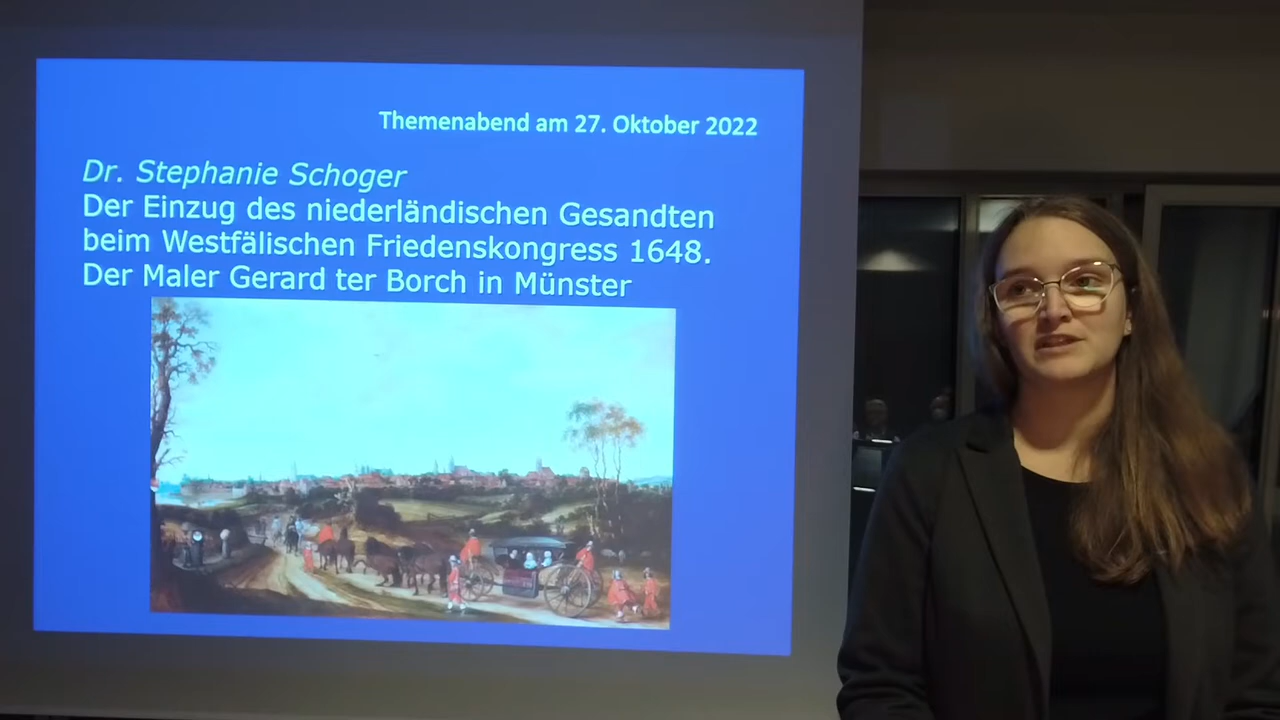 Themenabend am 27. Oktober 2022
Dr. Stephanie Schoger
Der Einzug des niederländischen Gesandten
beim Westfälischen Friedenskongress 1648.
Der Maler Gerard ter Borch in Münster